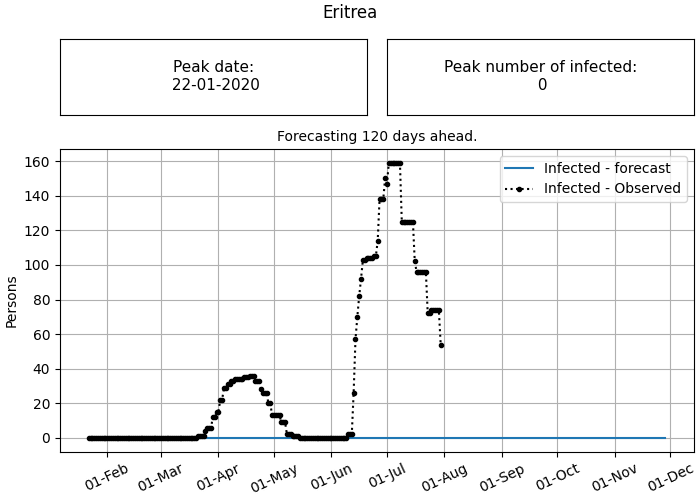 Eritrea
Peak date:
22-01-2020
Peak number of infected:
0
Forecasting 120 days ahead.
Infected - forecast
Infected - Observed
Persons
160
140
120
100
80
60
40
20
0
01-Feb
01-Mar
01-Apr
01-May
01-Jun
01-Jul
01-Aug
01-Sep
01-Oct
01-Nov
01-Dec